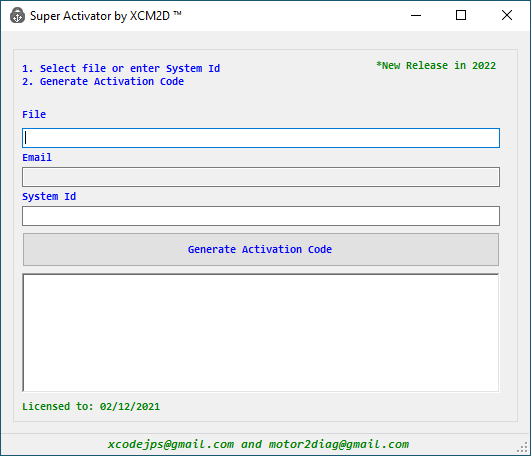 Super Activator by XCM2D ™
1. Select file or enter System Id
*New Release in 2022
2. Generate Activation Code
File
Email
System Id
Generate Activation Code
Licensed to: 02/12/2021
xcodejps@gmail.com and motor2diag@gmail.com